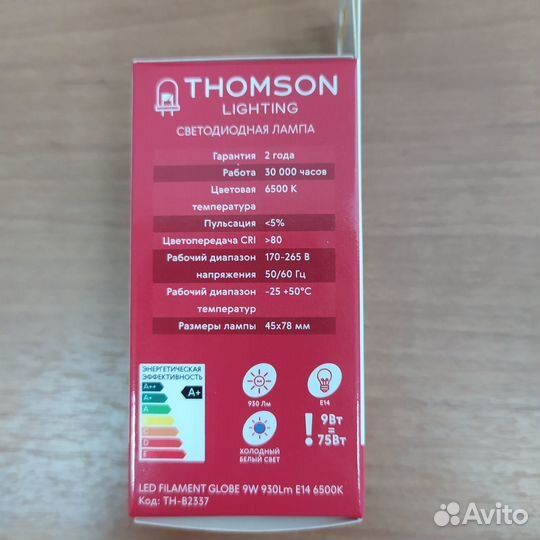 THOMSON
LIGHTING
СВЕТОДИОДНАЯ ЛАМПА
Гарантия 2 года
Работа 30 000 часов
Цветовая 6500 К
температура
Пульсация <5%
Цветопередача CRI >80
Рабочий диапазон 170-265 В
напряжения 50/60 Гц
Рабочий диапазон -25 +50°C
температур
Размеры лампы 45х78 мм
ЭНЕРГЕТИЧЕСКАЯ
ЭФФЕКТИВНОСТЬ
A++
A+ A+
A
B
C
D
E
930 Лм
E14
ХОЛОДНЫЙ
БЕЛЫЙ СВЕТ
! 9Вт
=
75Вт
LED FILAMENT GLOBE 9W 930Lm E14 6500K
Код: TH-B2337
Avito